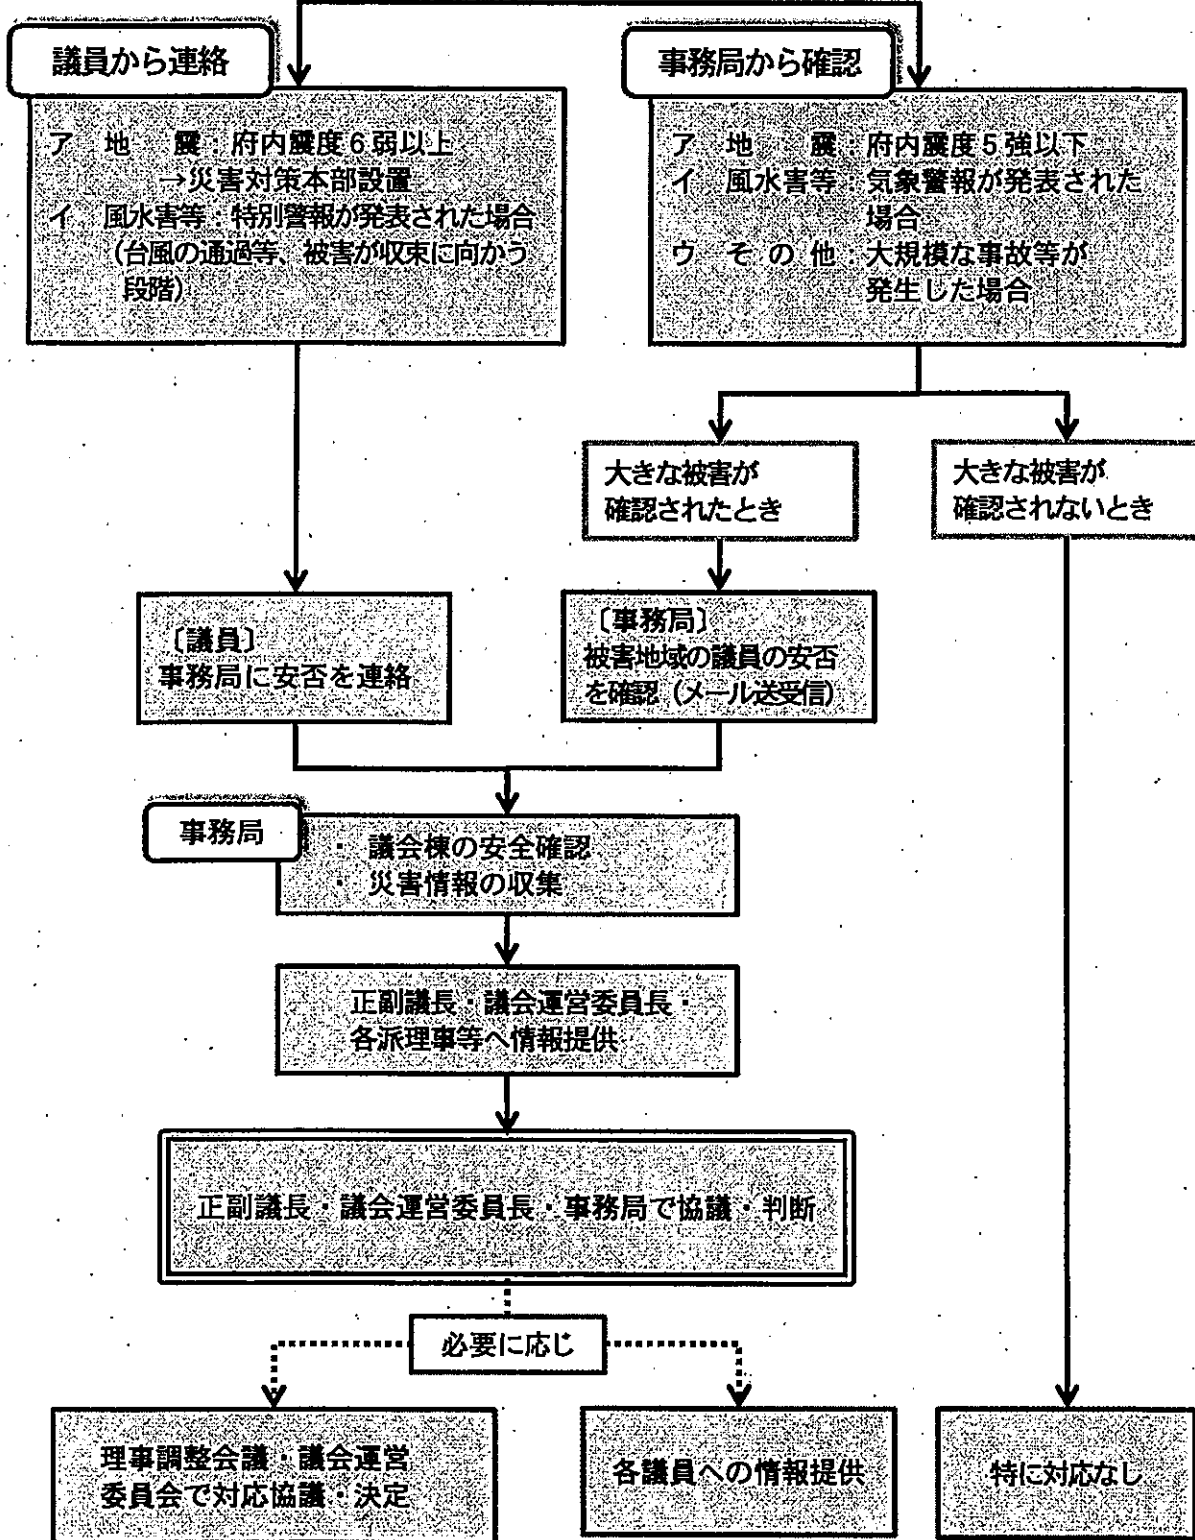 議員から連絡
ア 地 震：府内震度６弱以上
→災害対策本部設置
イ 風水害等：特別警報が発表された場合
（台風の通過等、被害が収束に向かう
段階）
事務局から確認
ア 地 震：府内震度５強以下
イ 風水害等：気象警報が発表された
場合
ウ そ の 他：大規模な事故等が
発生した場合
大きな被害が
確認されたとき
大きな被害が
確認されないとき
〔議員〕
事務局に安否を連絡
〔事務局〕
被害地域の議員の安否
を確認（メール送受信）
事務局
・ 議会棟の安全確認
・ 災害情報の収集
正副議長・議会運営委員長・
各派理事等へ情報提供
正副議長・議会運営委員長・事務局で協議・判断
必要に応じ
理事調整会議・議会運営
委員会で対応協議・決定
各議員への情報提供
特に対応なし